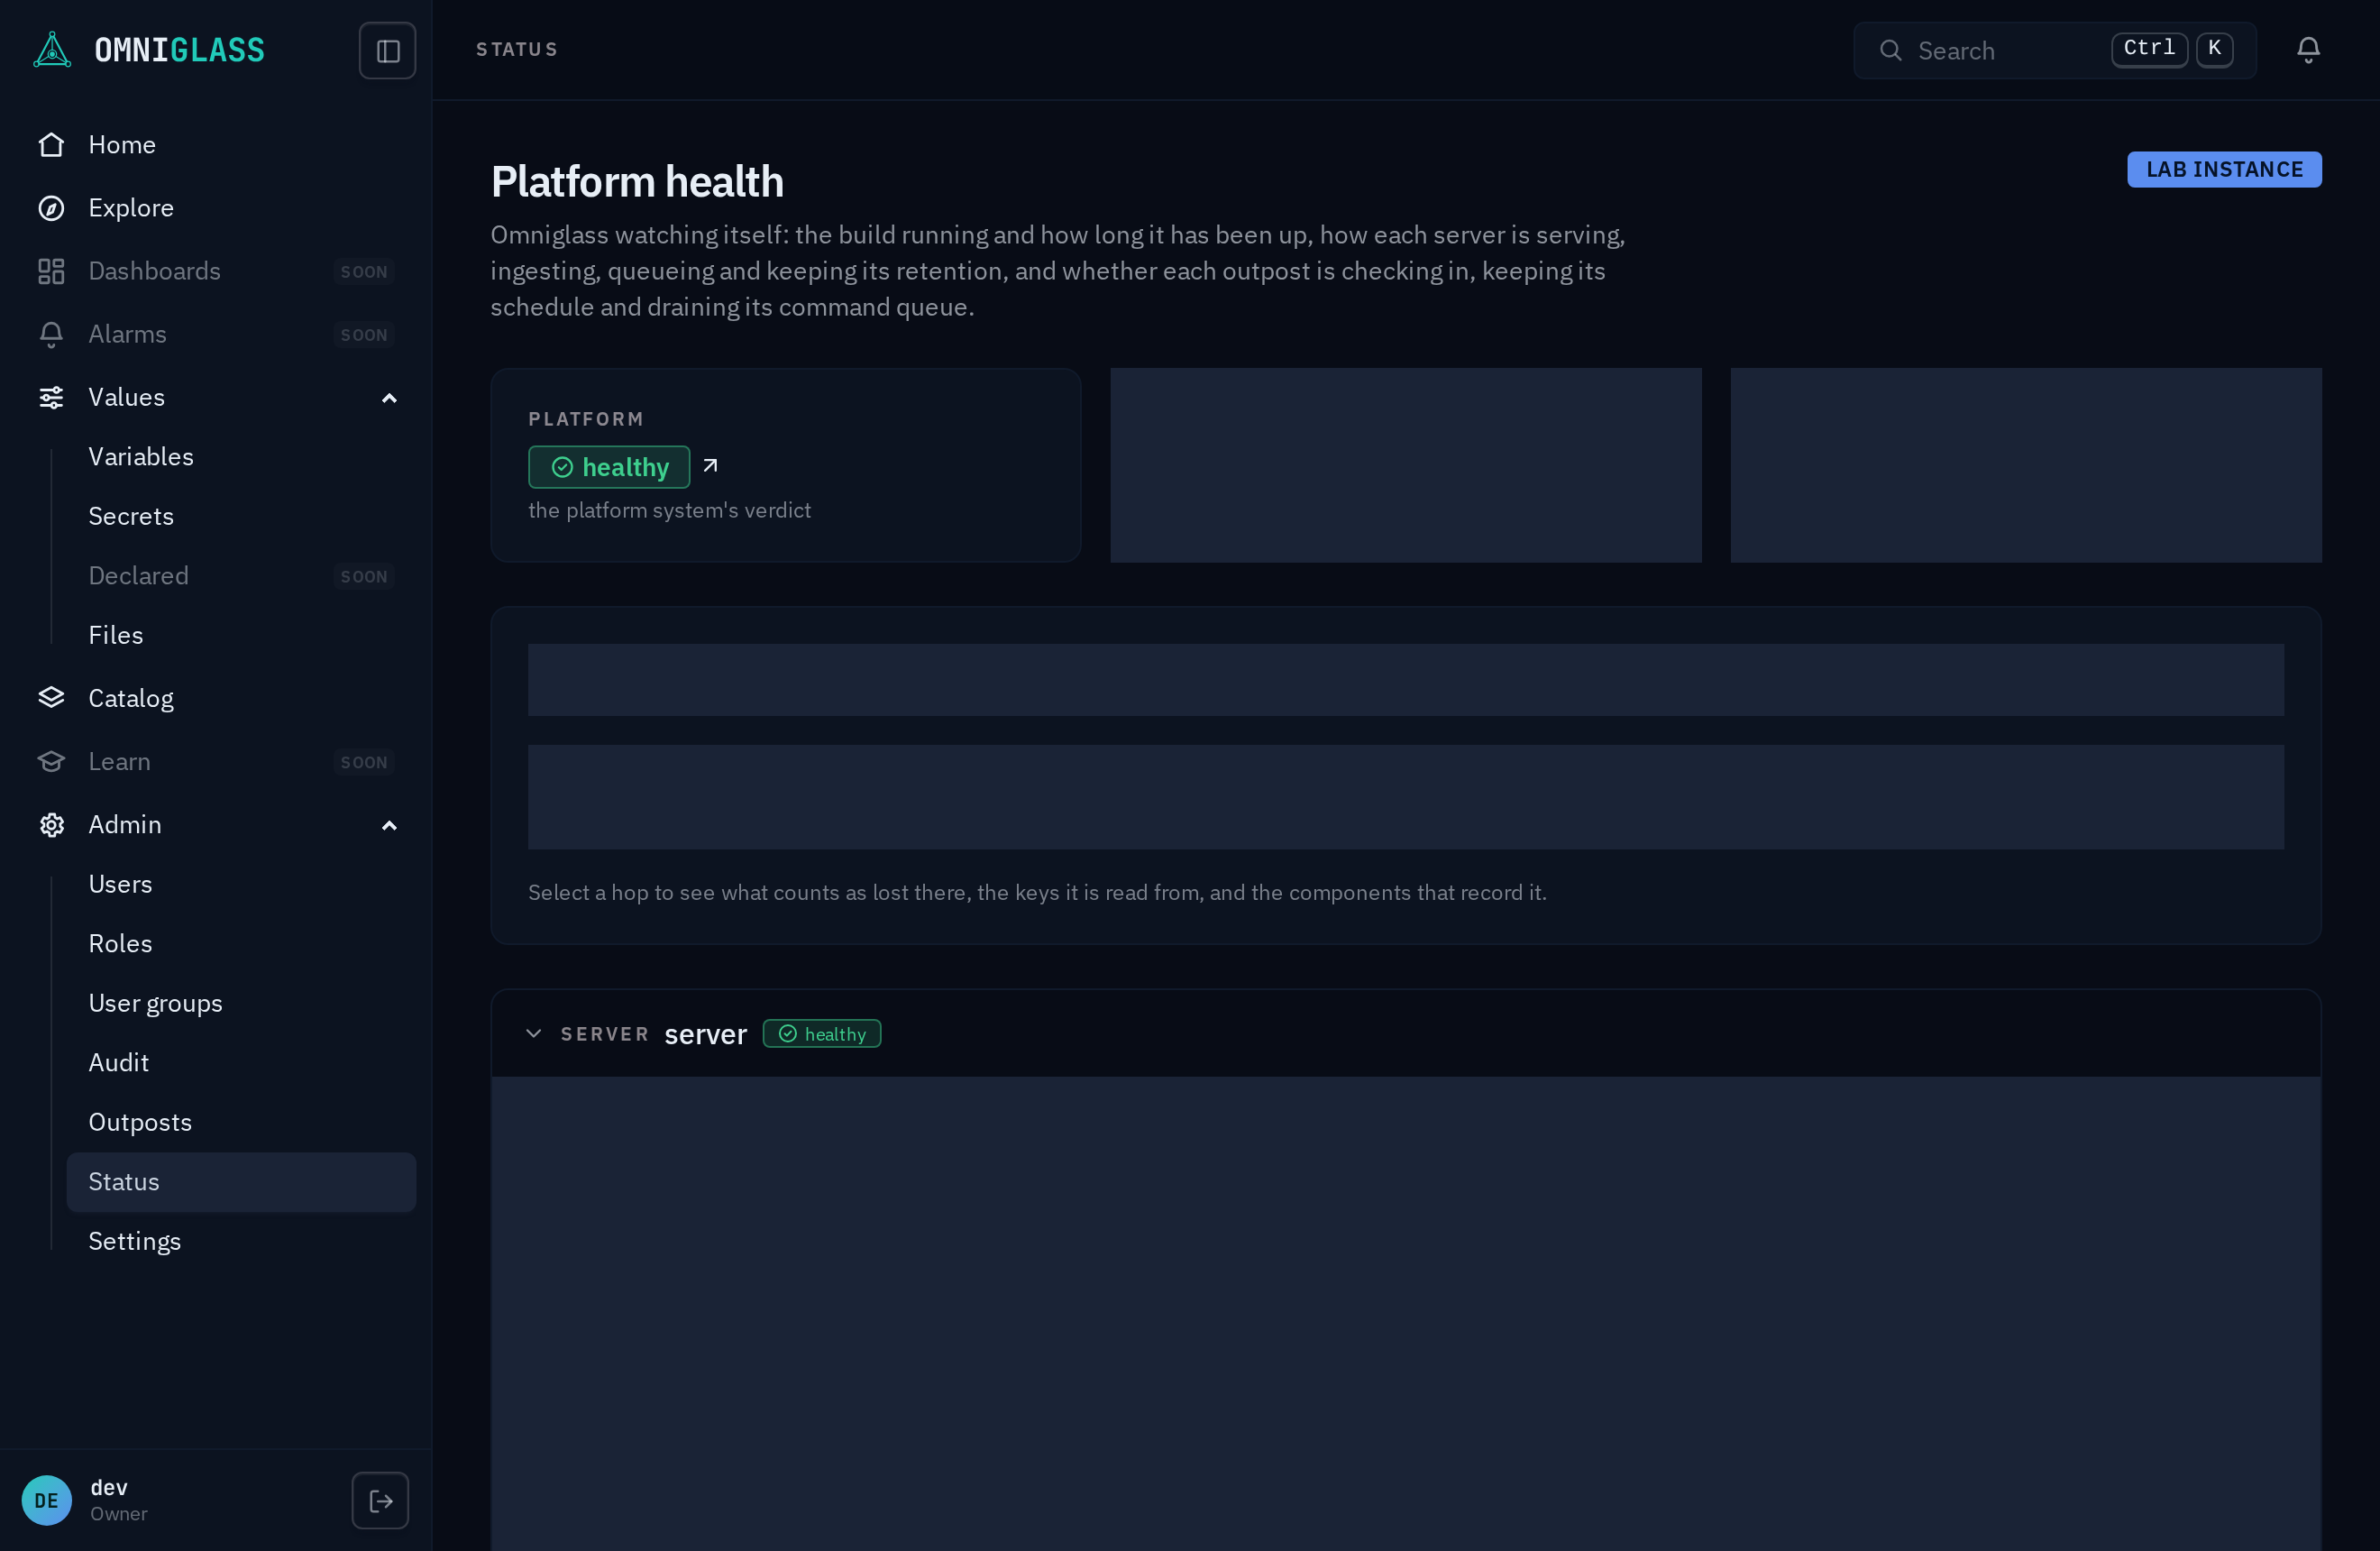 OMNIGLASS
STATUS
Search
Ctrl K
Home
Explore
Dashboards SOON
Alarms SOON
Values
Variables
Secrets
Declared SOON
Files
Catalog
Learn SOON
Admin
Users
Roles
User groups
Audit
Outposts
Status
Settings
DE
dev
Owner
Platform health
LAB INSTANCE
Omniglass watching itself: the build running and how long it has been up, how each server is serving,
ingesting, queueing and keeping its retention, and whether each outpost is checking in, keeping its
schedule and draining its command queue.
PLATFORM
healthy
the platform system's verdict
Select a hop to see what counts as lost there, the keys it is read from, and the components that record it.
SERVER server healthy